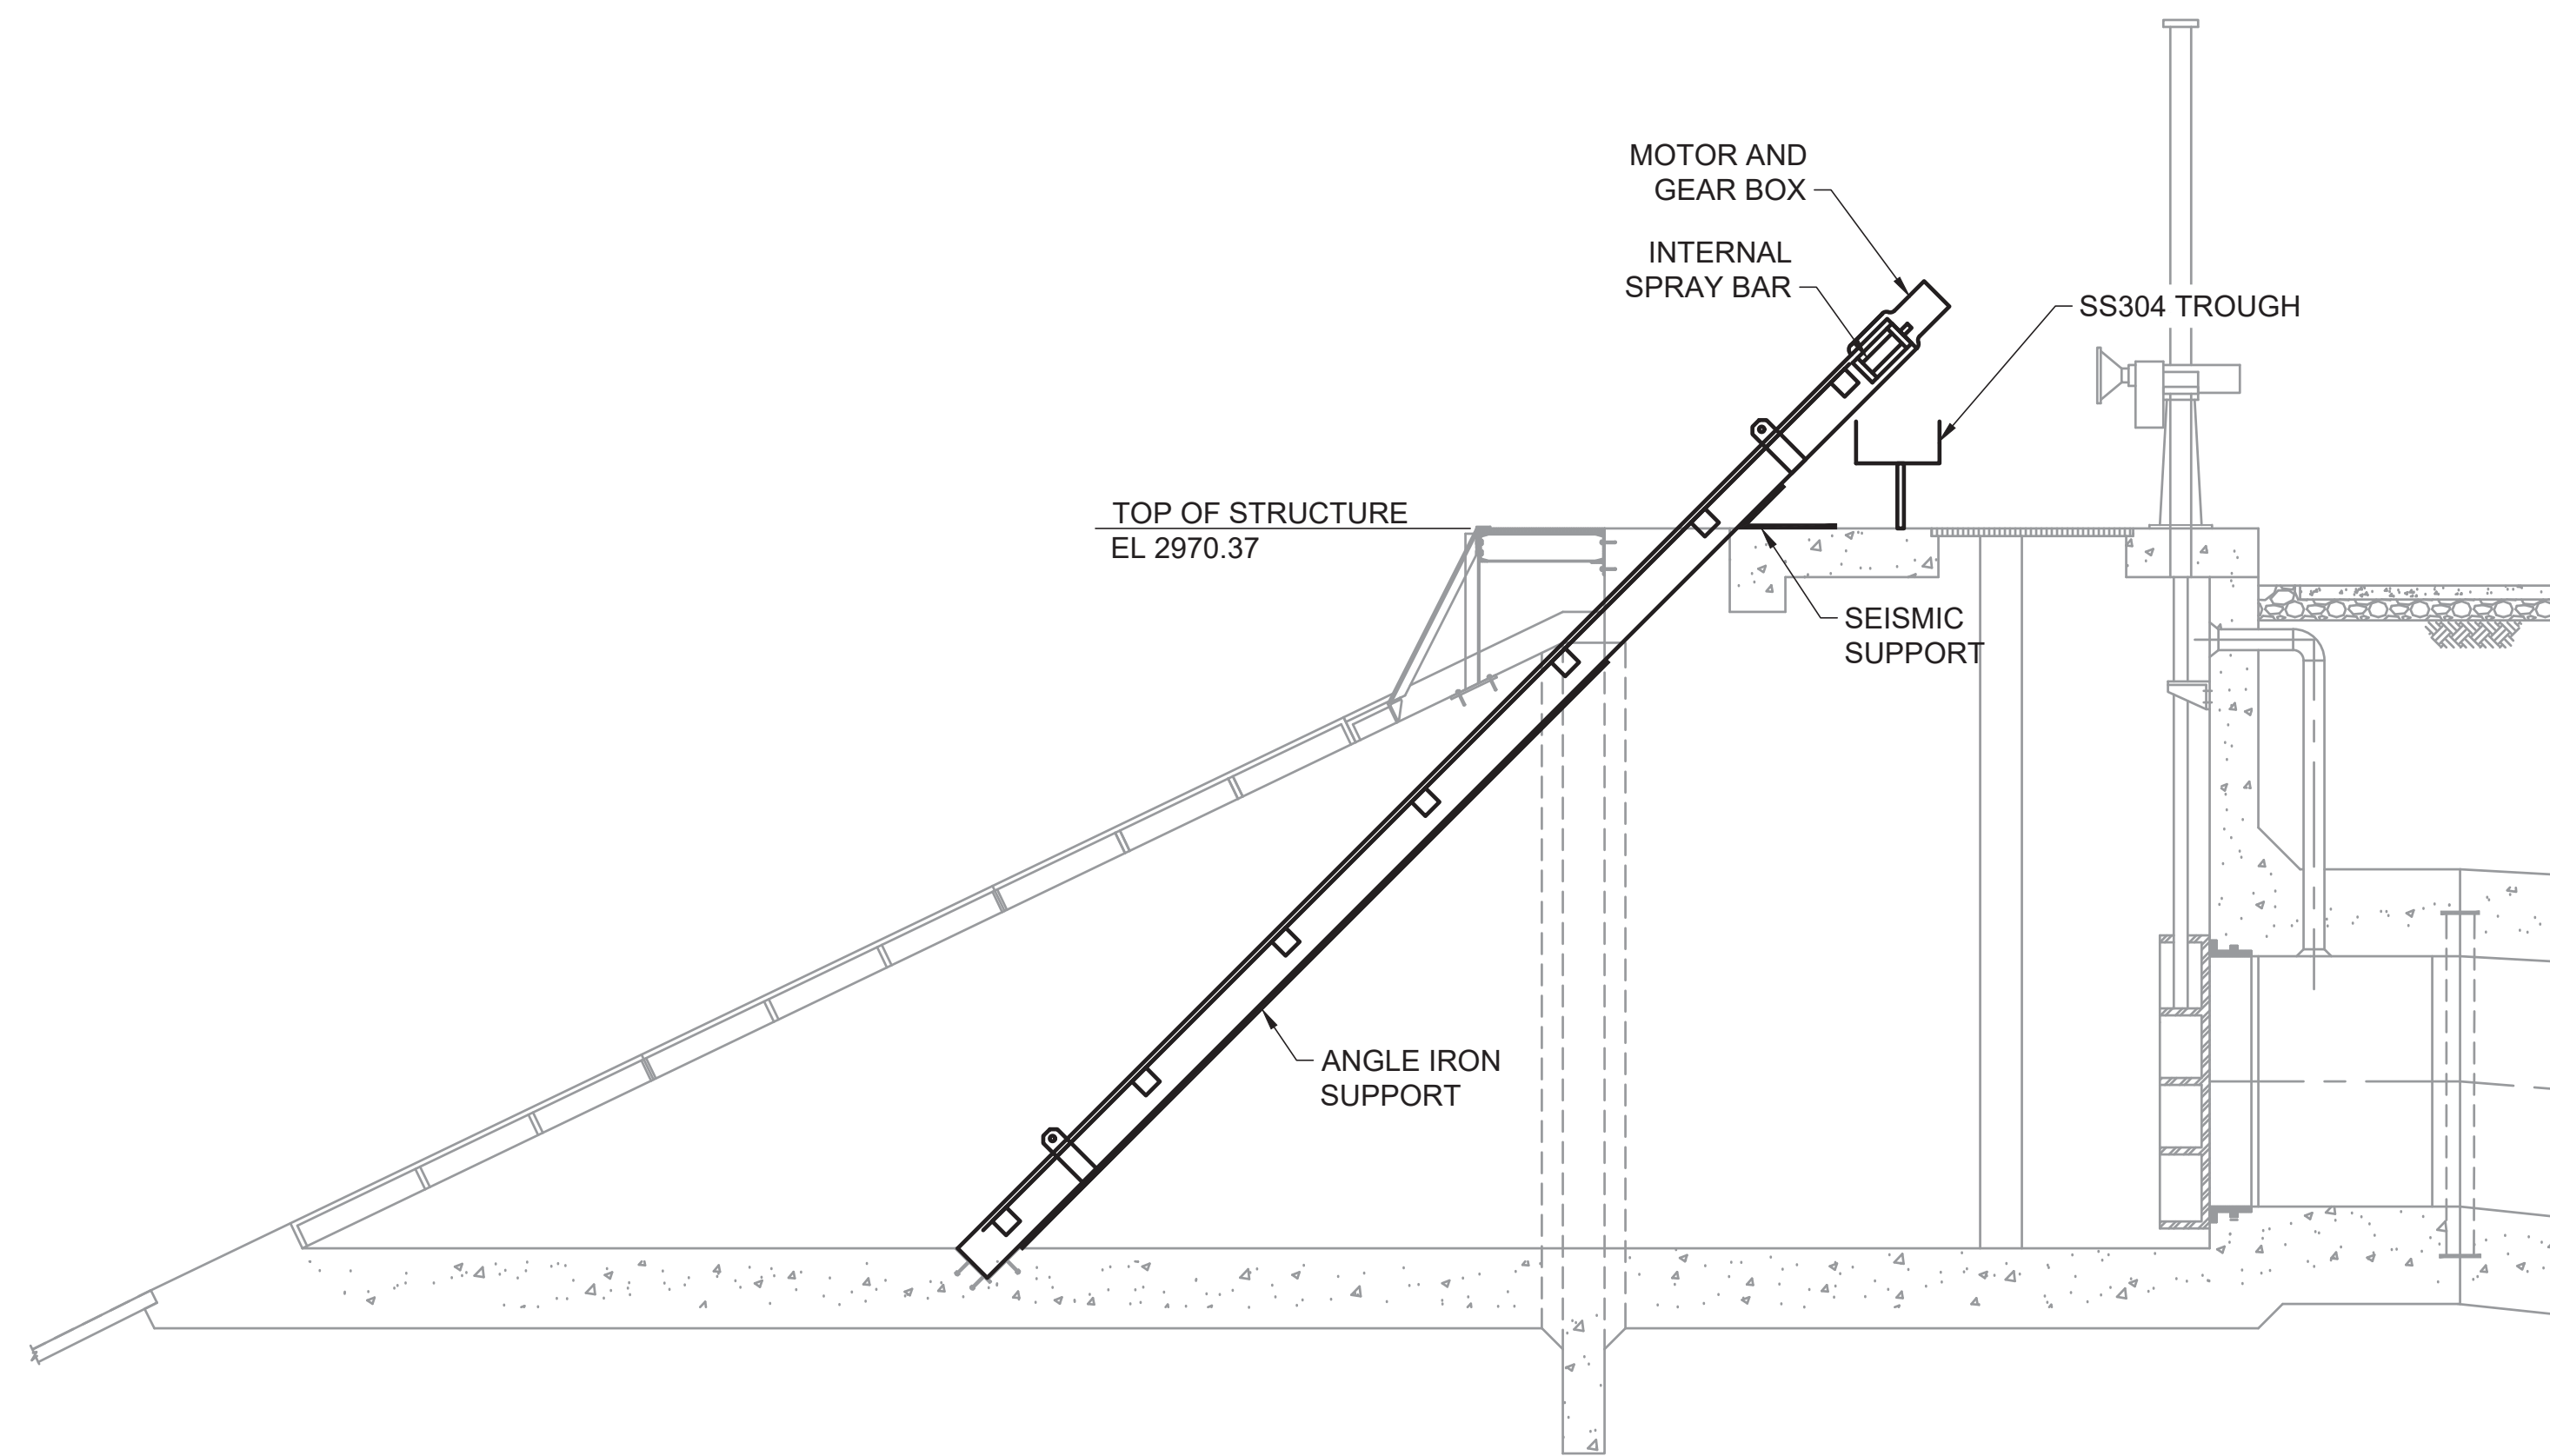 MOTOR AND
GEAR BOX
INTERNAL
SPRAY BAR
SS304 TROUGH
TOP OF STRUCTURE
EL 2970.37
SEISMIC
SUPPORT
ANGLE IRON
SUPPORT